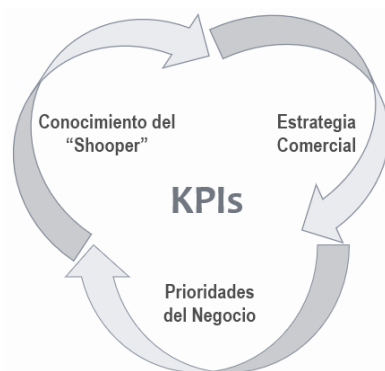 Conocimiento del
“Shooper”
Estrategia
Comercial
KPIs
Prioridades
del Negocio